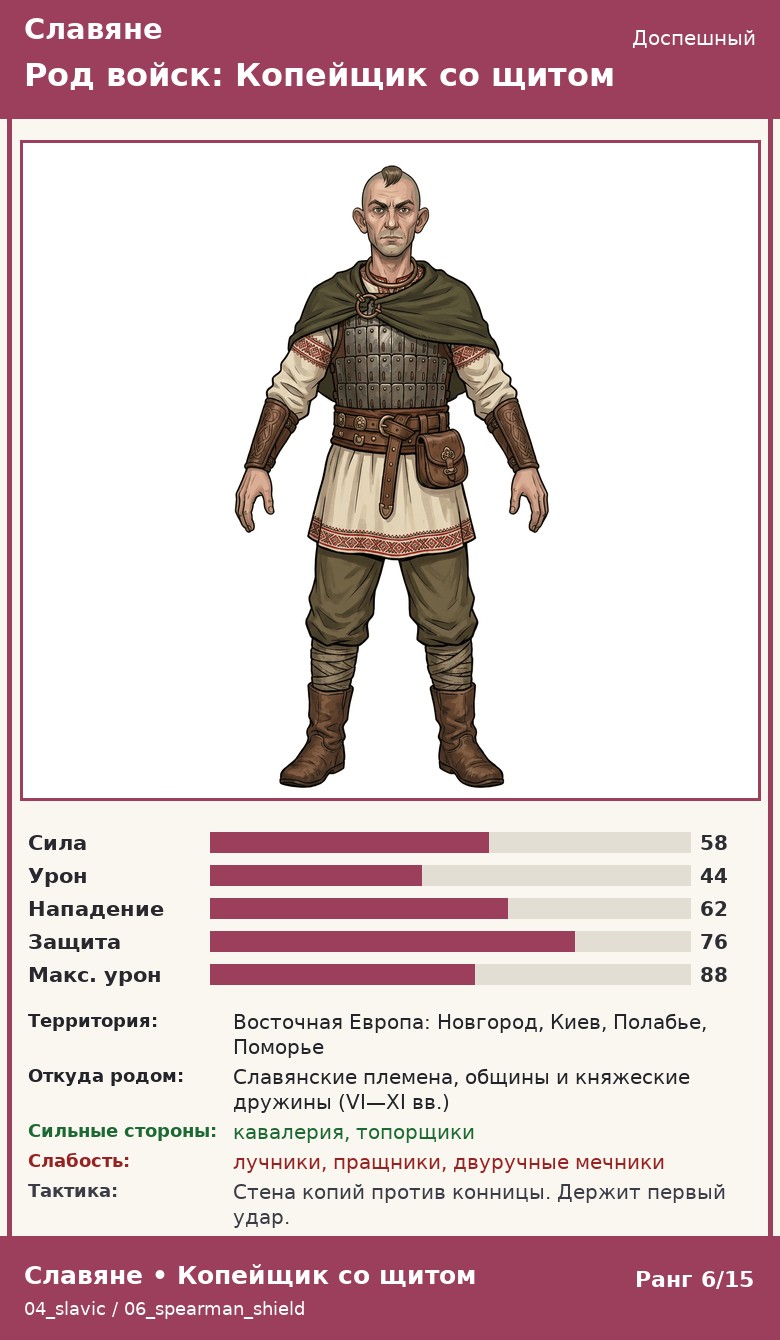 Славяне
Доспешный
Род войск: Копейщик со щитом
Сила 58
Урон 44
Нападение 62
Защита 76
Макс. урон 88
Территория: Восточная Европа: Новгород, Киев, Полабье,
Поморье
Откуда родом: Славянские племена, общины и княжеские
дружины (VI—XI вв.)
Сильные стороны: кавалерия, топорщики
Слабость: лучники, пращники, двуручные мечники
Тактика: Стена копий против конницы. Держит первый
удар.
Славяне • Копейщик со щитом
Ранг 6/15
04_slavic / 06_spearman_shield